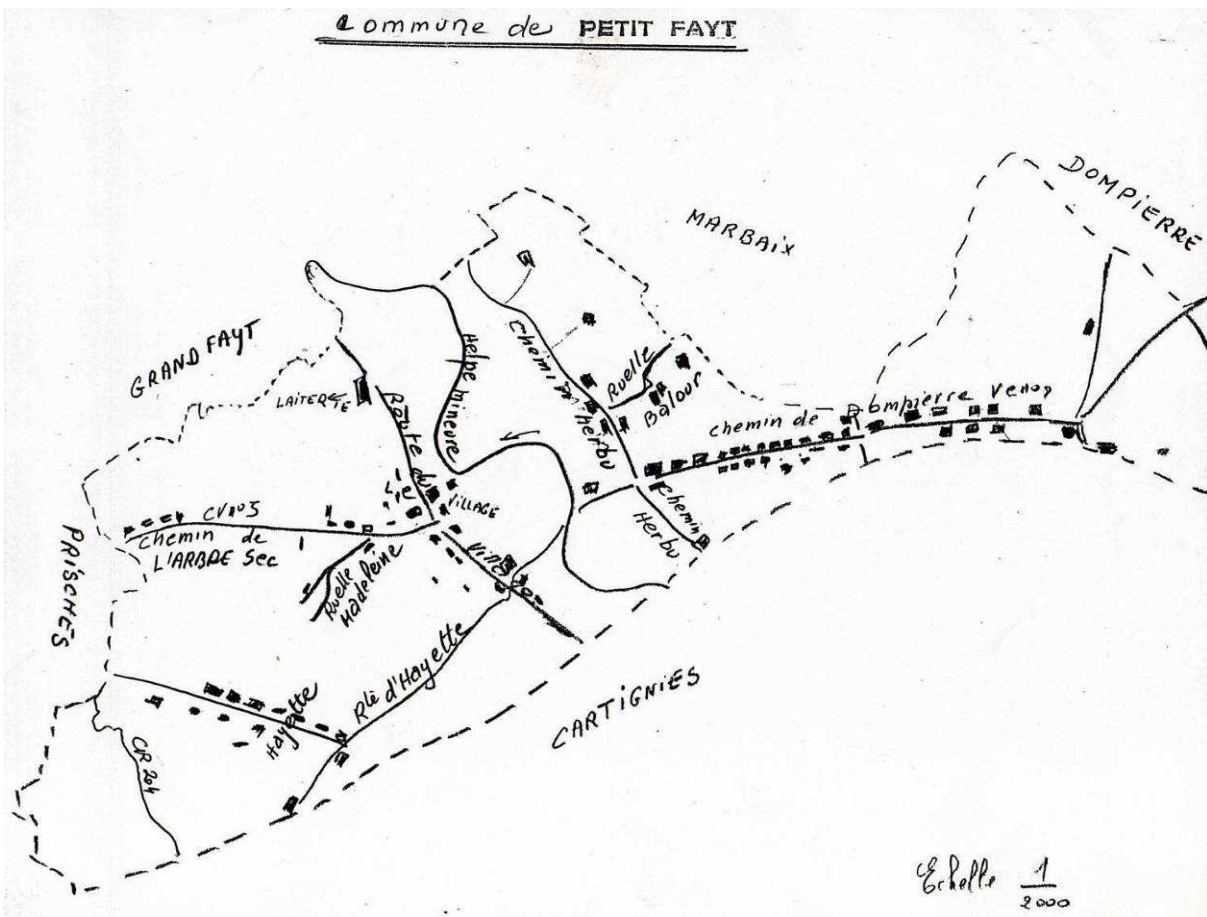 Commune de PETIT FAYT
DOMPIERRE
MARBAIX
GRAND FAYT
Helpe mineure
Chemin
herbu
Ruelle
Balour
LAITERIE
Route du
Chemin de Dompierre
VILLAGE
CV n°5
Chemin de
L'ARBRE Sec
Chemin
Herbu
Ruelle
Madeleine
PRISCHES
Rle d'Hayette
Hayette
CARTIGNIES
CR 204
Echelle 1
2000